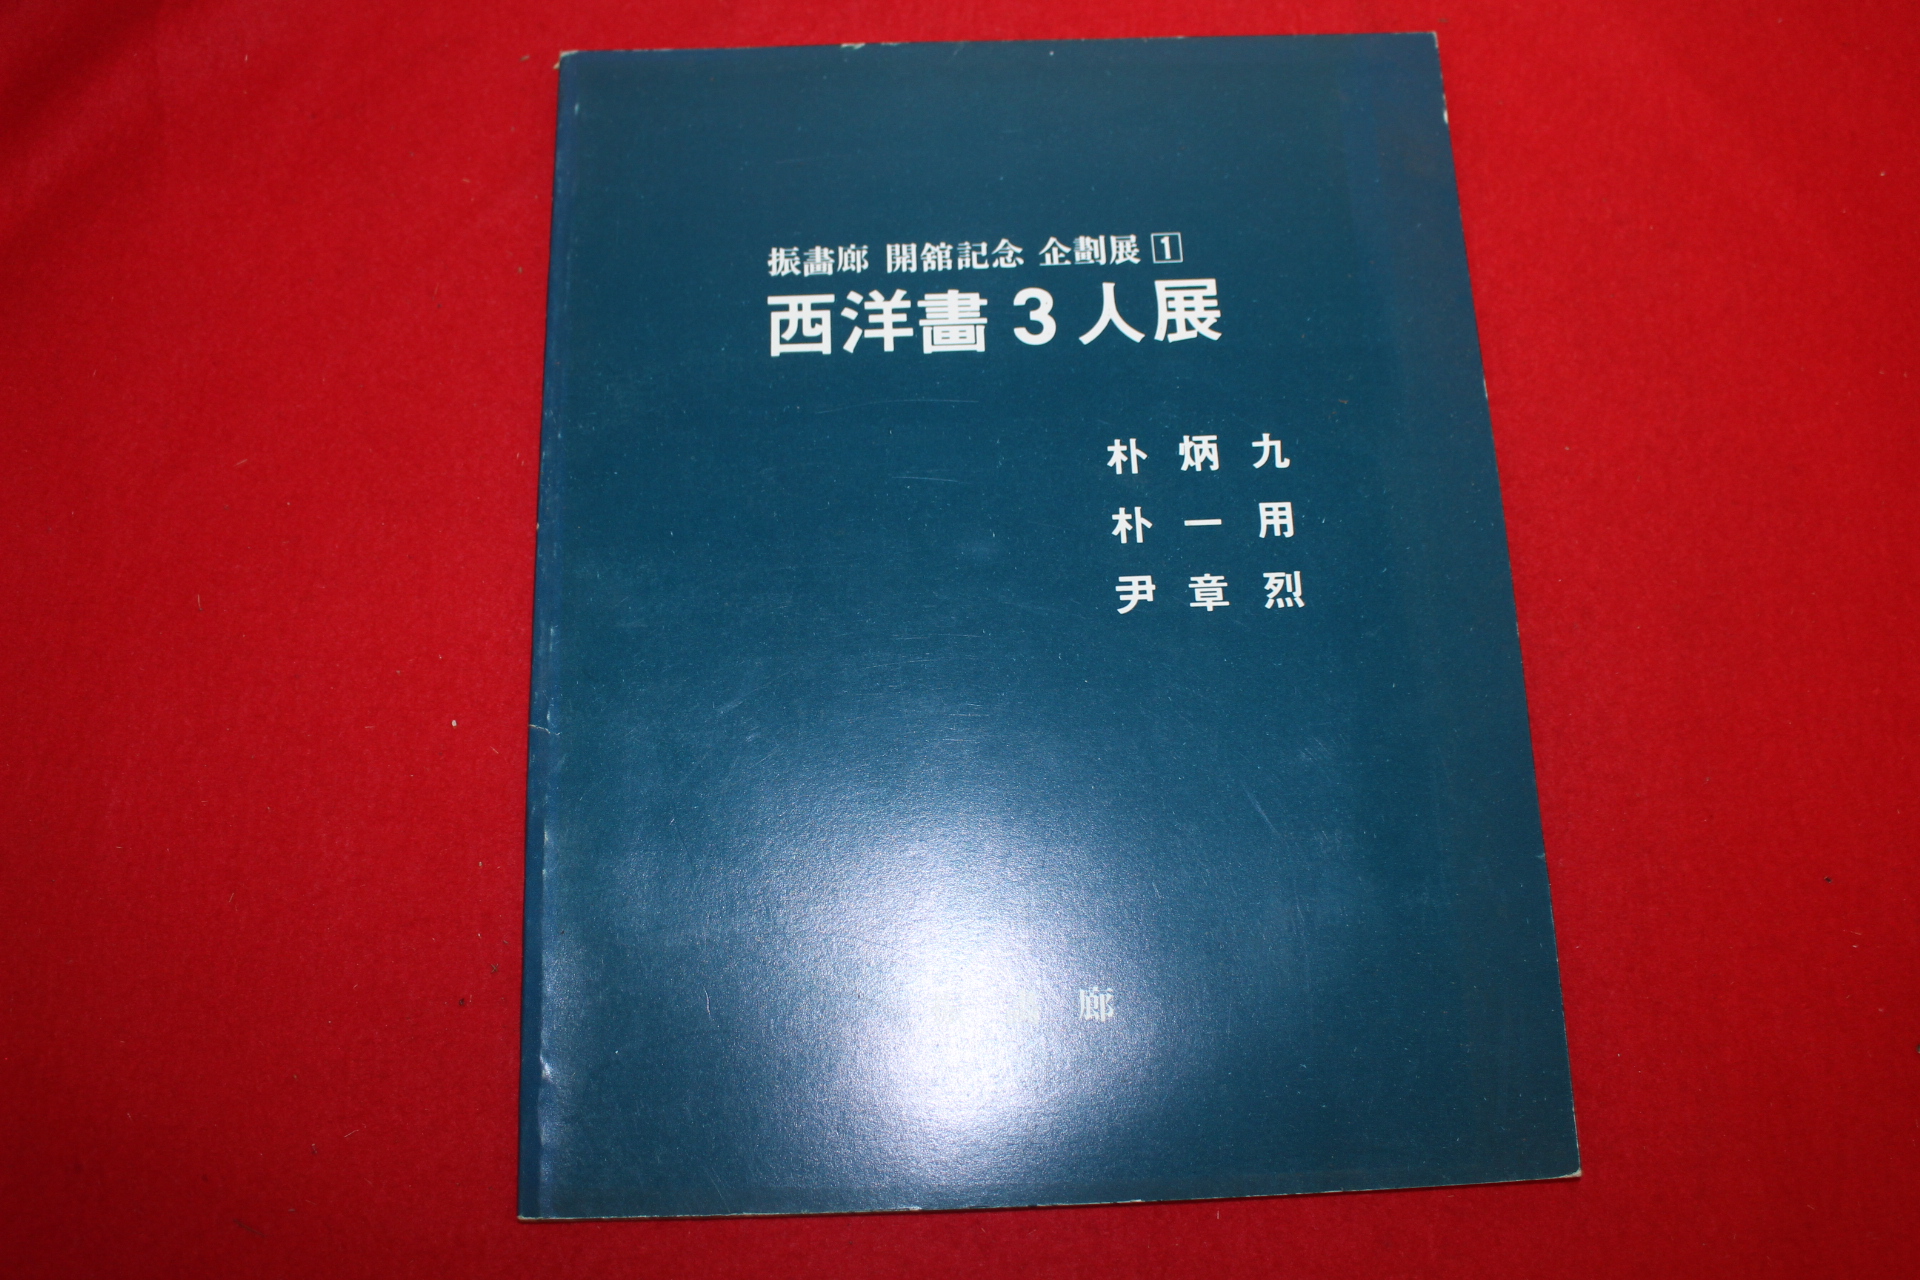 振畵廊 開舘記念 企劃展 1
西洋畵3人展
朴炳九
朴一用
尹章烈
畵廊